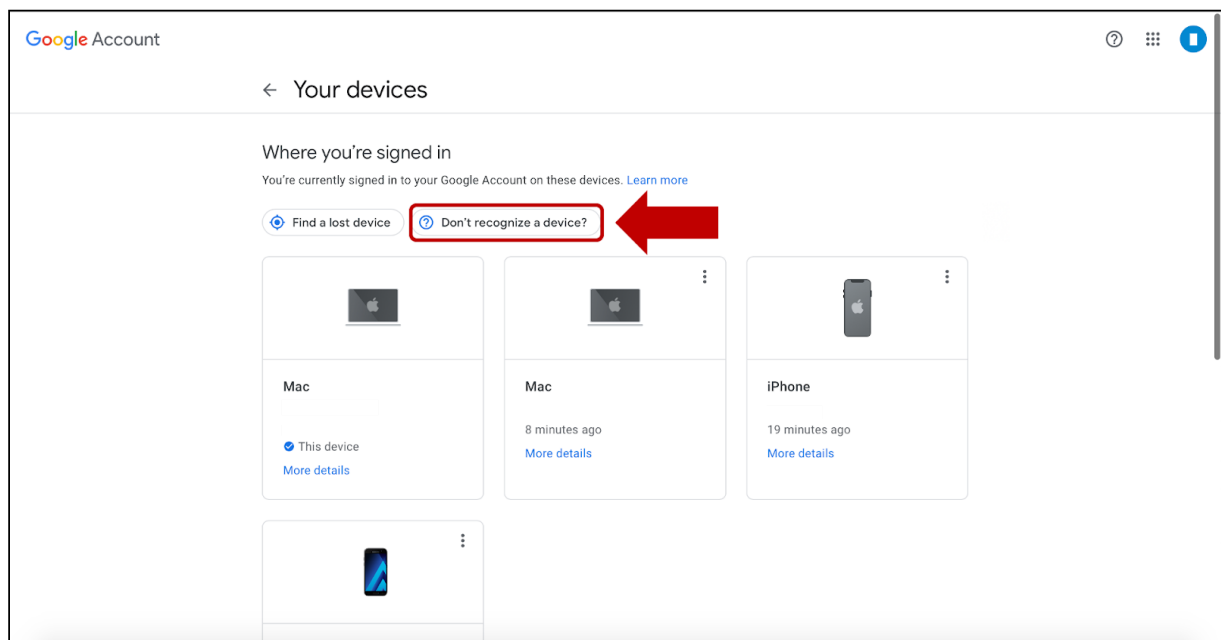 Google Account
Your devices
Where you're signed in
You're currently signed in to your Google Account on these devices. Learn more
Find a lost device
Don't recognize a device?
Mac
This device
More details
Mac
8 minutes ago
More details
iPhone
19 minutes ago
More details